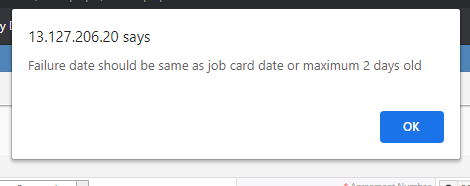 13.127.206.20 says
Failure date should be same as job card date or maximum 2 days old
OK
* Agreement Number